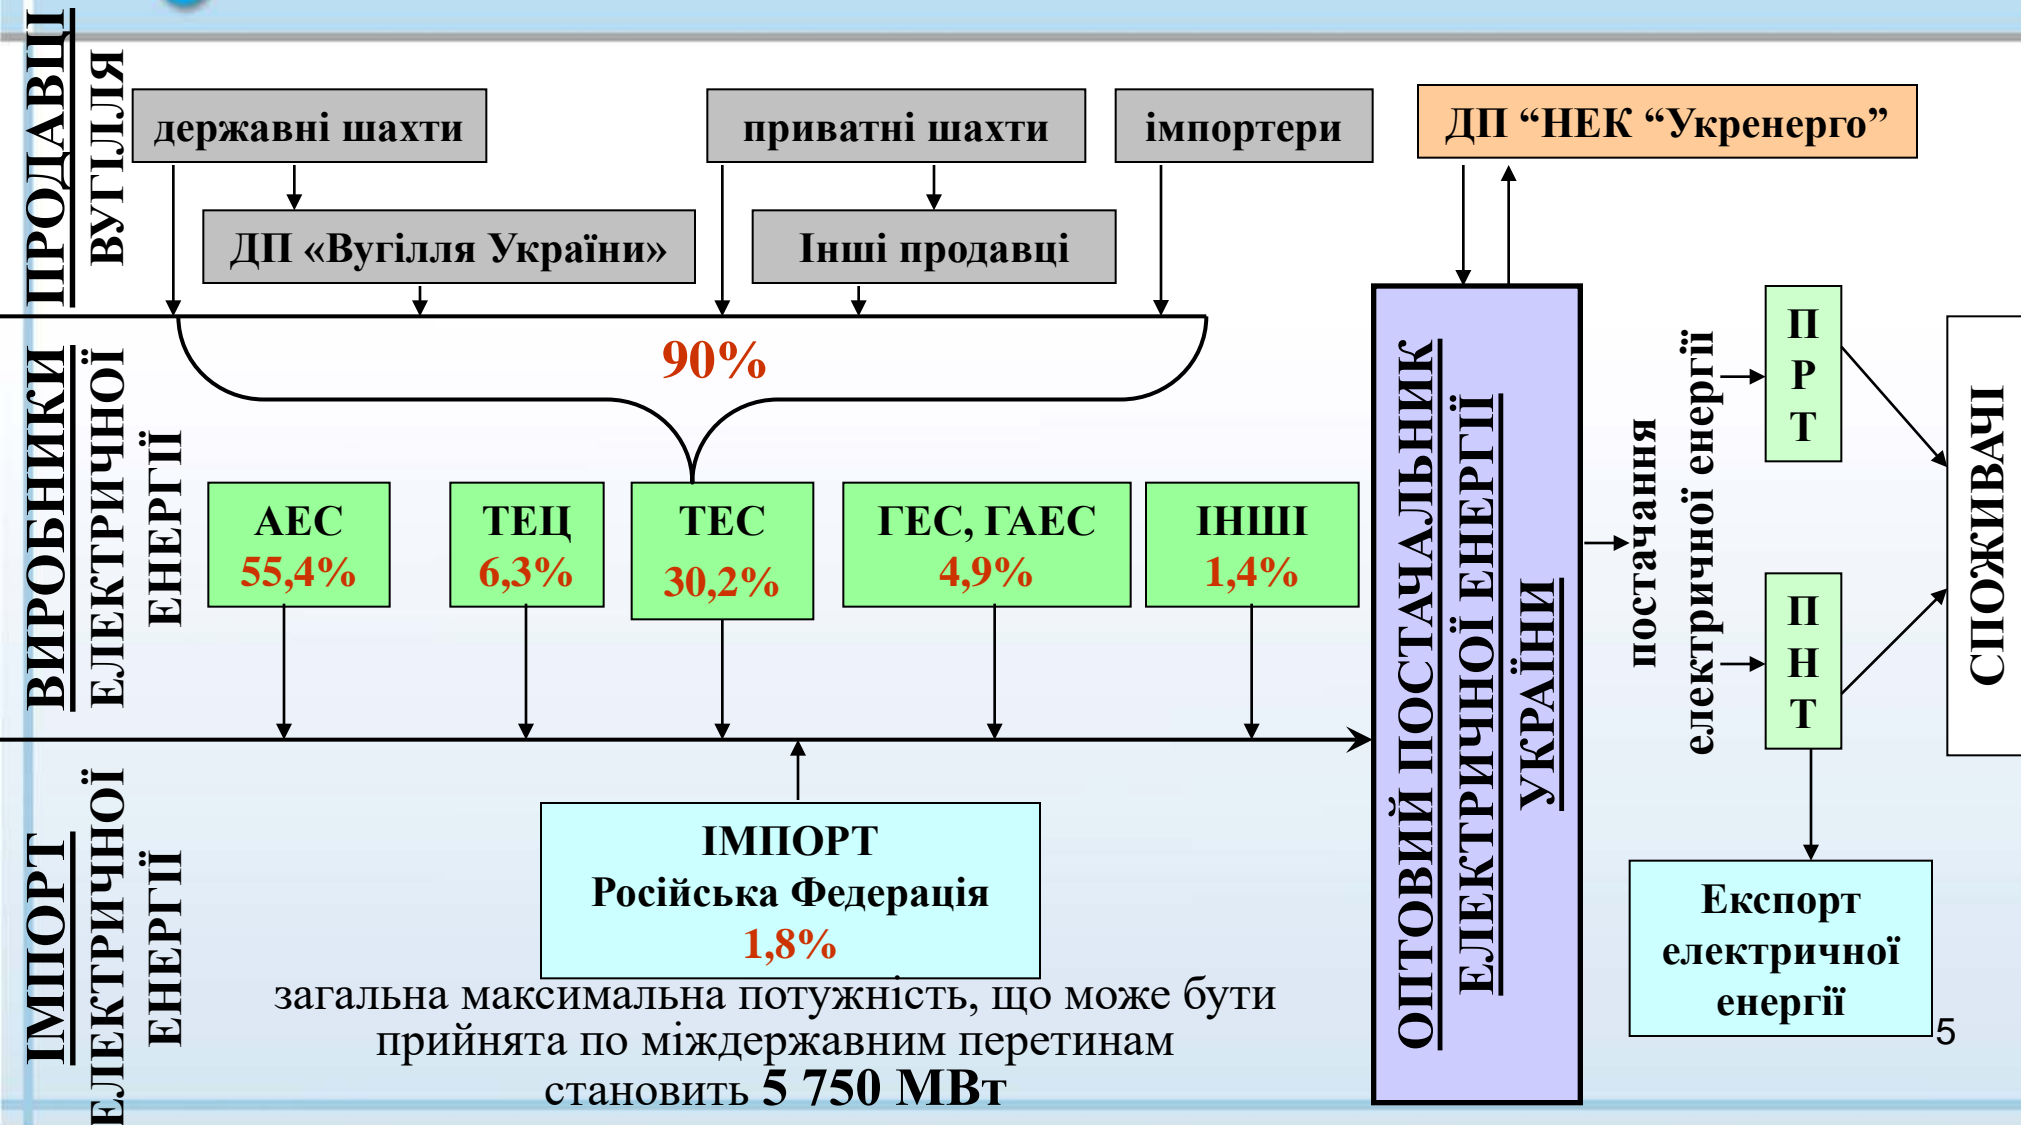 ПРОДАВЦІ
ВУГІЛЛЯ
державні шахти
приватні шахти
імпортери
ДП “НЕК “Укренерго”
ДП «Вугілля України»
Інші продавці
90%
ВИРОБНИКИ
ЕЛЕКТРИЧНОЇ
ЕНЕРГІЇ
АЕС
55,4%
ТЕЦ
6,3%
ТЕС
30,2%
ГЕС, ГАЕС
4,9%
ІНШІ
1,4%
ОПТОВИЙ ПОСТАЧАЛЬНИК
ЕЛЕКТРИЧНОЇ ЕНЕРГІЇ
УКРАЇНИ
постачання
електричної енергії
П
Р
Т
П
Н
Т
СПОЖИВАЧІ
ІМПОРТ
ЕЛЕКТРИЧНОЇ
ЕНЕРГІЇ
ІМПОРТ
Російська Федерація
1,8%
загальна максимальна потужність, що може бути
прийнята по міждержавним перетинам
становить 5 750 МВт
Експорт
електричної
енергії
5